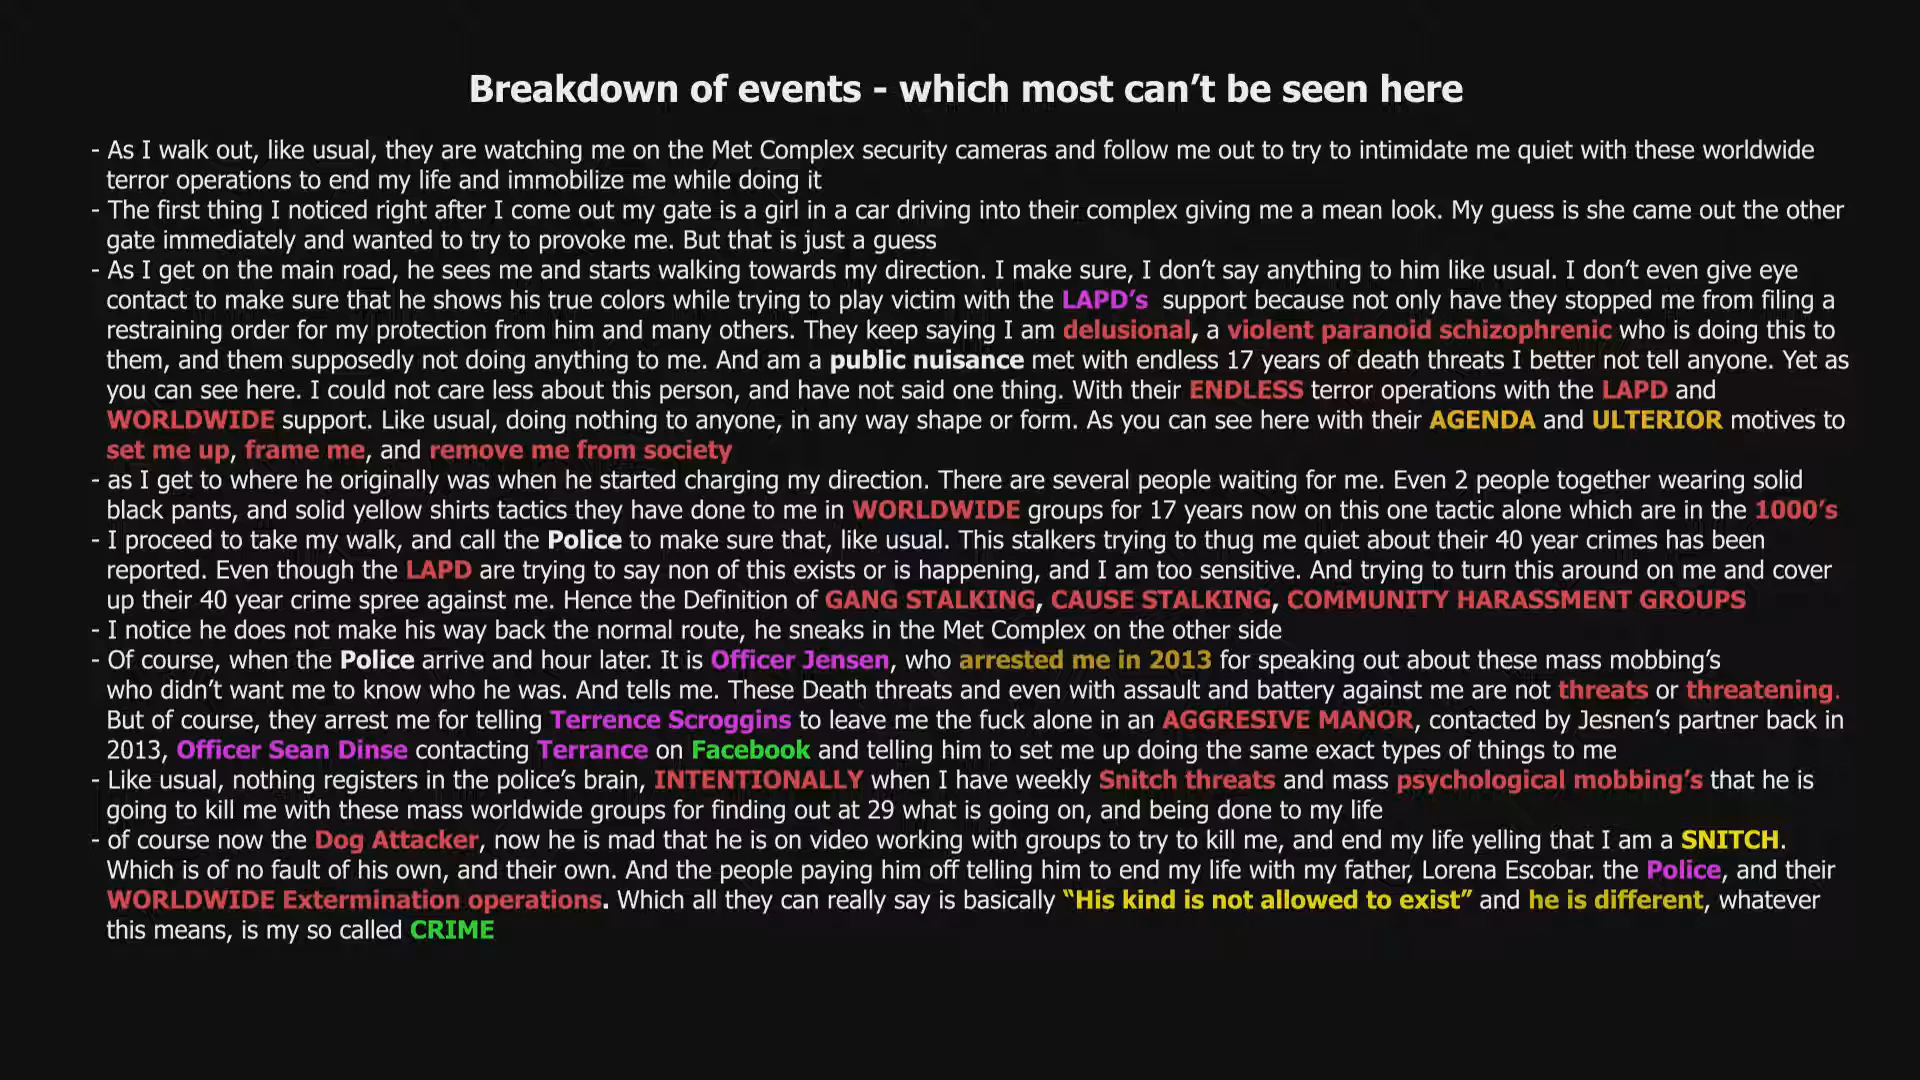 Breakdown of events - which most can’t be seen here
- As I walk out, like usual, they are watching me on the Met Complex security cameras and follow me out to try to intimidate me quiet with these worldwide
terror operations to end my life and immobilize me while doing it
- The first thing I noticed right after I come out my gate is a girl in a car driving into their complex giving me a mean look. My guess is she came out the other
gate immediately and wanted to try to provoke me. But that is just a guess
- As I get on the main road, he sees me and starts walking towards my direction. I make sure, I don’t say anything to him like usual. I don’t even give eye
contact to make sure that he shows his true colors while trying to play victim with the LAPD’s support because not only have they stopped me from filing a
restraining order for my protection from him and many others. They keep saying I am delusional, a violent paranoid schizophrenic who is doing this to
them, and them supposedly not doing anything to me. And am a public nuisance met with endless 17 years of death threats I better not tell anyone. Yet as
you can see here. I could not care less about this person, and have not said one thing. With their ENDLESS terror operations with the LAPD and
WORLDWIDE support. Like usual, doing nothing to anyone, in any way shape or form. As you can see here with their AGENDA and ULTERIOR motives to
set me up, frame me, and remove me from society
- as I get to where he originally was when he started charging my direction. There are several people waiting for me. Even 2 people together wearing solid
black pants, and solid yellow shirts tactics they have done to me in WORLDWIDE groups for 17 years now on this one tactic alone which are in the 1000’s
- I proceed to take my walk, and call the Police to make sure that, like usual. This stalkers trying to thug me quiet about their 40 year crimes has been
reported. Even though the LAPD are trying to say non of this exists or is happening, and I am too sensitive. And trying to turn this around on me and cover
up their 40 year crime spree against me. Hence the Definition of GANG STALKING, CAUSE STALKING, COMMUNITY HARASSMENT GROUPS
- I notice he does not make his way back the normal route, he sneaks in the Met Complex on the other side
- Of course, when the Police arrive and hour later. It is Officer Jensen, who arrested me in 2013 for speaking out about these mass mobbing’s
who didn’t want me to know who he was. And tells me. These Death threats and even with assault and battery against me are not threats or threatening.
But of course, they arrest me for telling Terrence Scroggins to leave me the fuck alone in an AGGRESIVE MANOR, contacted by Jesnen’s partner back in
2013, Officer Sean Dinse contacting Terrance on Facebook and telling him to set me up doing the same exact types of things to me
- Like usual, nothing registers in the police’s brain, INTENTIONALLY when I have weekly Snitch threats and mass psychological mobbing’s that he is
going to kill me with these mass worldwide groups for finding out at 29 what is going on, and being done to my life
- of course now the Dog Attacker, now he is mad that he is on video working with groups to try to kill me, and end my life yelling that I am a SNITCH.
Which is of no fault of his own, and their own. And the people paying him off telling him to end my life with my father, Lorena Escobar. the Police, and their
WORLDWIDE Extermination operations. Which all they can really say is basically “His kind is not allowed to exist” and he is different, whatever
this means, is my so called CRIME